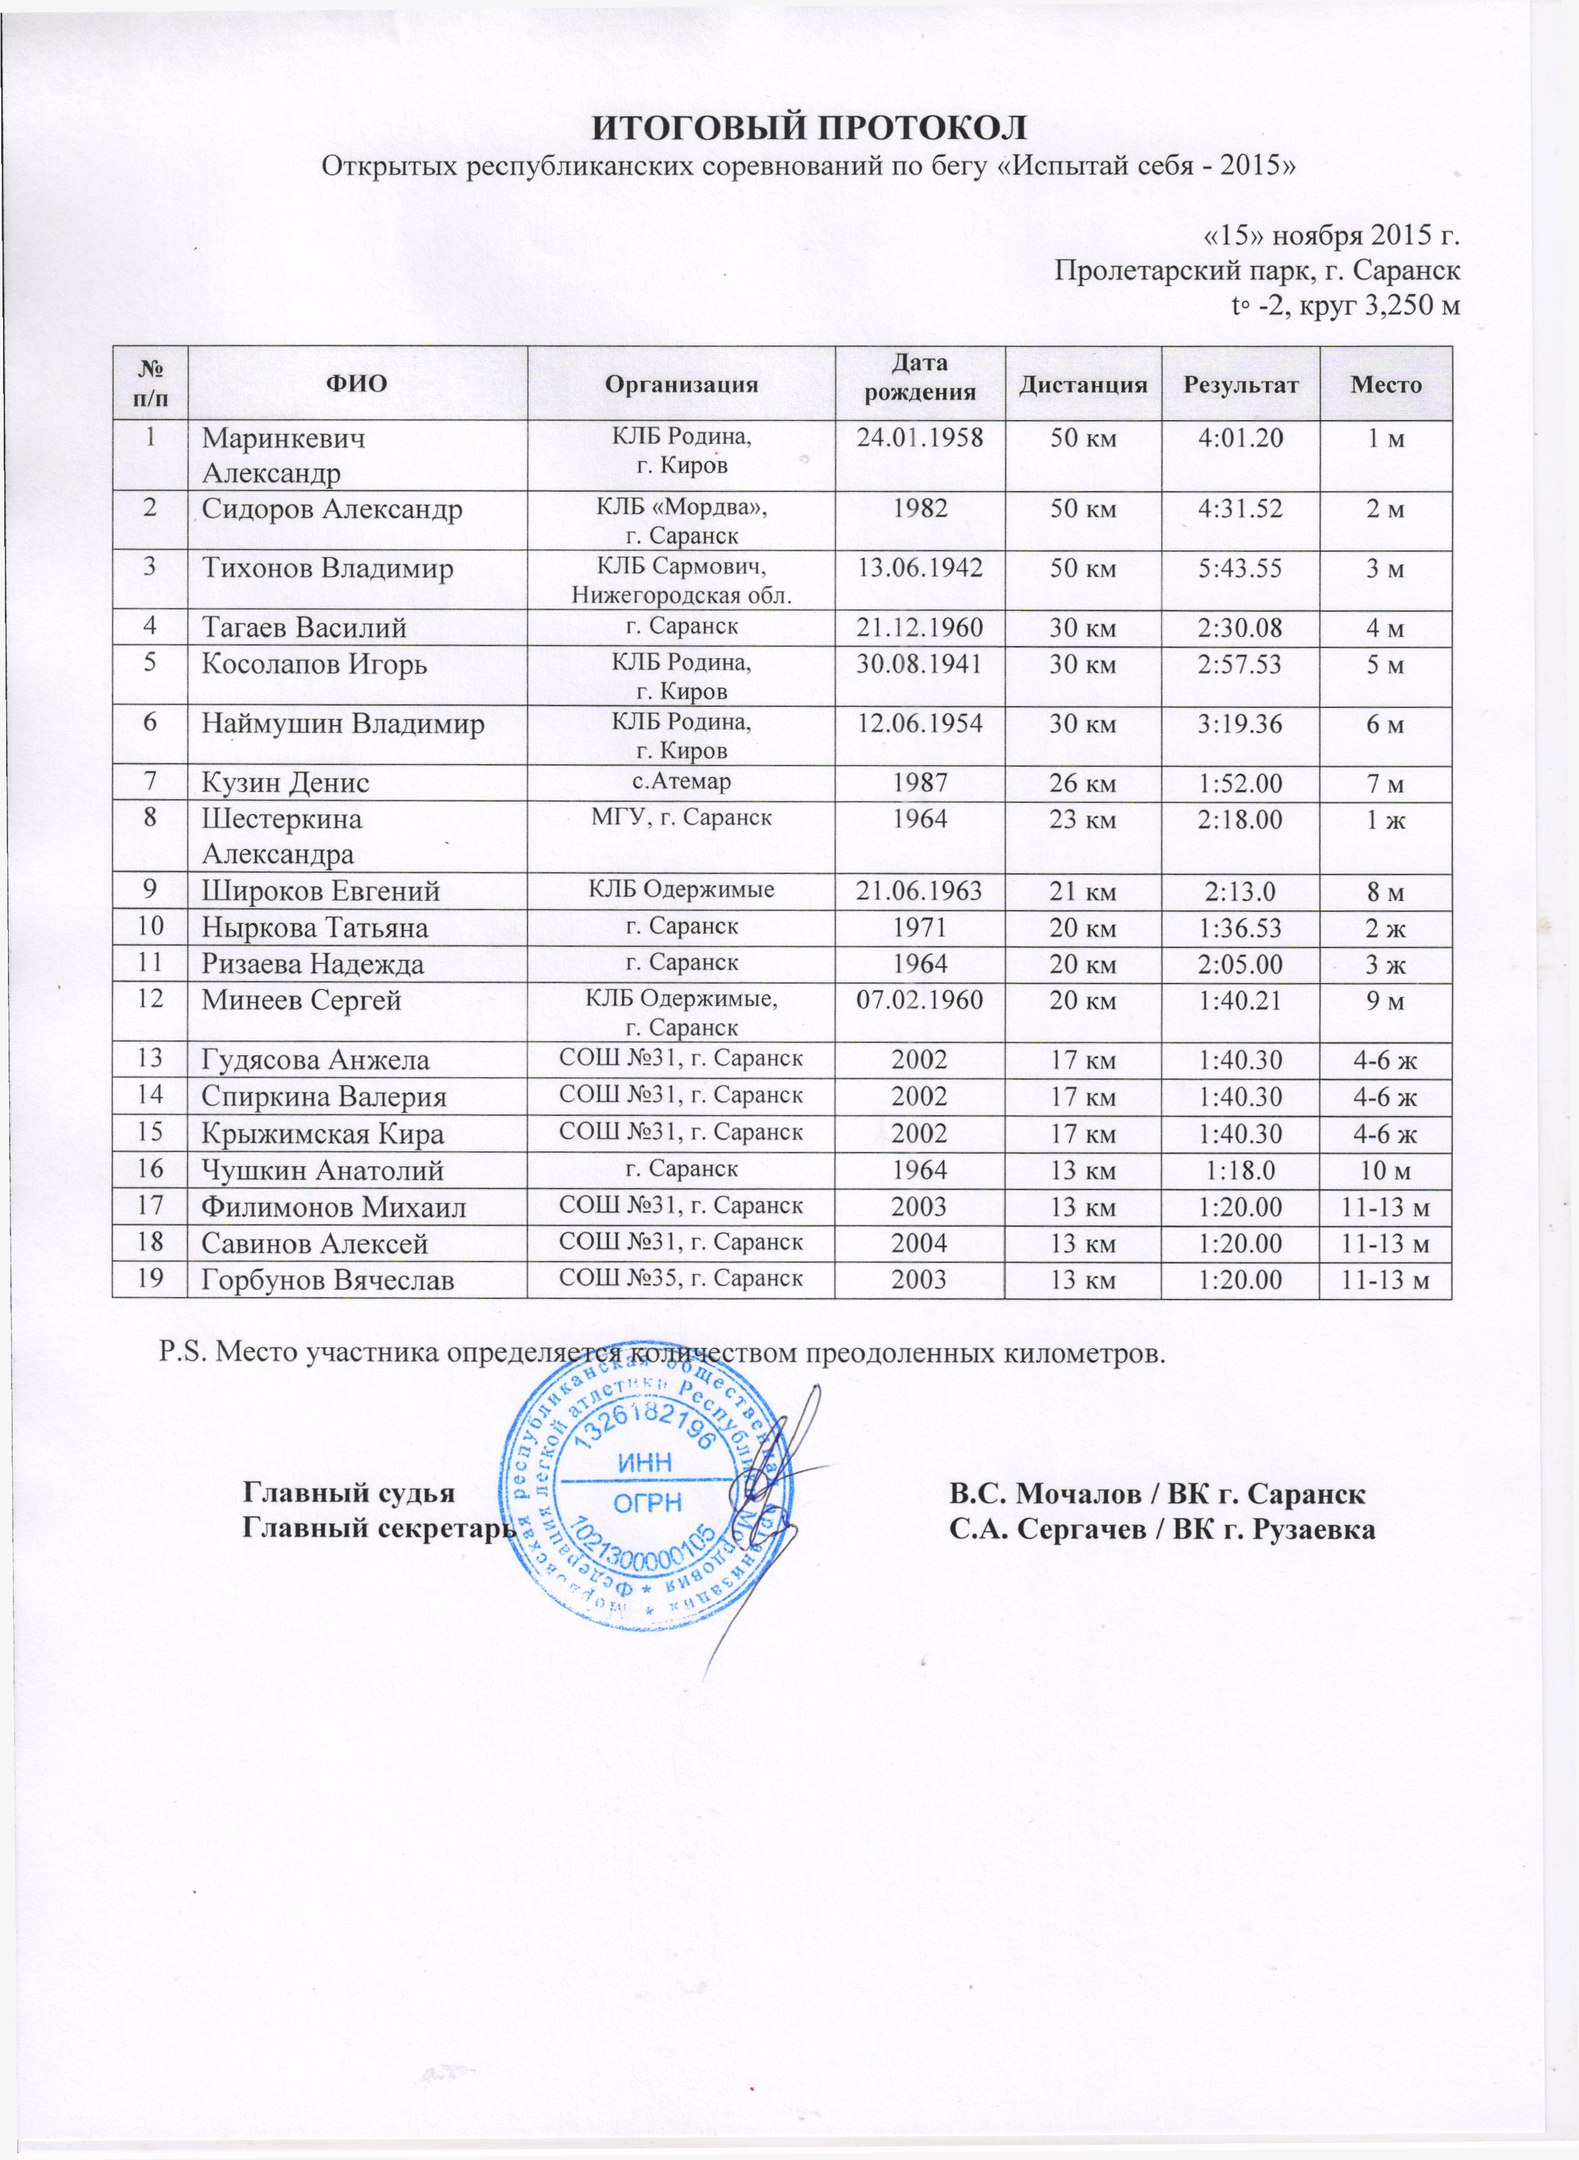 ИТОГОВЫЙ ПРОТОКОЛ
Открытых республиканских соревнований по бегу «Испытай себя - 2015»
«15» ноября 2015 г.
Пролетарский парк, г. Саранск
t° -2, круг 3,250 м
№ п/п ФИО Организация Дата рождения Дистанция Результат Место
1 Маринкевич Александр КЛБ Родина, г. Киров 24.01.1958 50 км 4:01.20 1 м
2 Сидоров Александр КЛБ «Мордва», г. Саранск 1982 50 км 4:31.52 2 м
3 Тихонов Владимир КЛБ Сармович, Нижегородская обл. 13.06.1942 50 км 5:43.55 3 м
4 Тагаев Василий г. Саранск 21.12.1960 30 км 2:30.08 4 м
5 Косолапов Игорь КЛБ Родина, г. Киров 30.08.1941 30 км 2:57.53 5 м
6 Наймушин Владимир КЛБ Родина, г. Киров 12.06.1954 30 км 3:19.36 6 м
7 Кузин Денис с.Атемар 1987 26 км 1:52.00 7 м
8 Шестеркина Александра МГУ, г. Саранск 1964 23 км 2:18.00 1 ж
9 Широков Евгений КЛБ Одержимые 21.06.1963 21 км 2:13.0 8 м
10 Ныркова Татьяна г. Саранск 1971 20 км 1:36.53 2 ж
11 Ризаева Надежда г. Саранск 1964 20 км 2:05.00 3 ж
12 Минеев Сергей КЛБ Одержимые, г. Саранск 07.02.1960 20 км 1:40.21 9 м
13 Гудясова Анжела СОШ №31, г. Саранск 2002 17 км 1:40.30 4-6 ж
14 Спиркина Валерия СОШ №31, г. Саранск 2002 17 км 1:40.30 4-6 ж
15 Крыжимская Кира СОШ №31, г. Саранск 2002 17 км 1:40.30 4-6 ж
16 Чушкин Анатолий г. Саранск 1964 13 км 1:18.0 10 м
17 Филимонов Михаил СОШ №31, г. Саранск 2003 13 км 1:20.00 11-13 м
18 Савинов Алексей СОШ №31, г. Саранск 2004 13 км 1:20.00 11-13 м
19 Горбунов Вячеслав СОШ №35, г. Саранск 2003 13 км 1:20.00 11-13 м
P.S. Место участника определяется количеством преодоленных километров.
Мордовская республиканская общественная организация
Федерация легкой атлетики Республики Мордовия
1326182196
ИНН
ОГРН
1021300000105
Главный судья В.С. Мочалов / ВК г. Саранск
Главный секретарь С.А. Сергачев / ВК г. Рузаевка